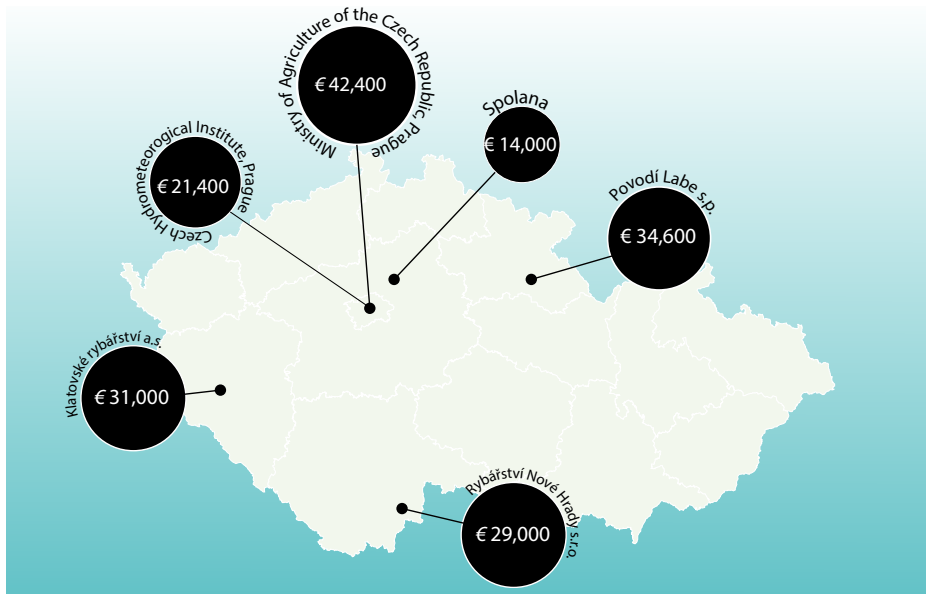 Ministry of Agriculture of the Czech Republic, Prague
€ 42,400
Spolana
€ 14,000
Czech Hydrometeorogical Institute, Prague
€ 21,400
Povodí Labe s.p.
€ 34,600
Klatovské rybářství a.s.
€ 31,000
Rybářství Nové Hrady s.r.o.
€ 29,000